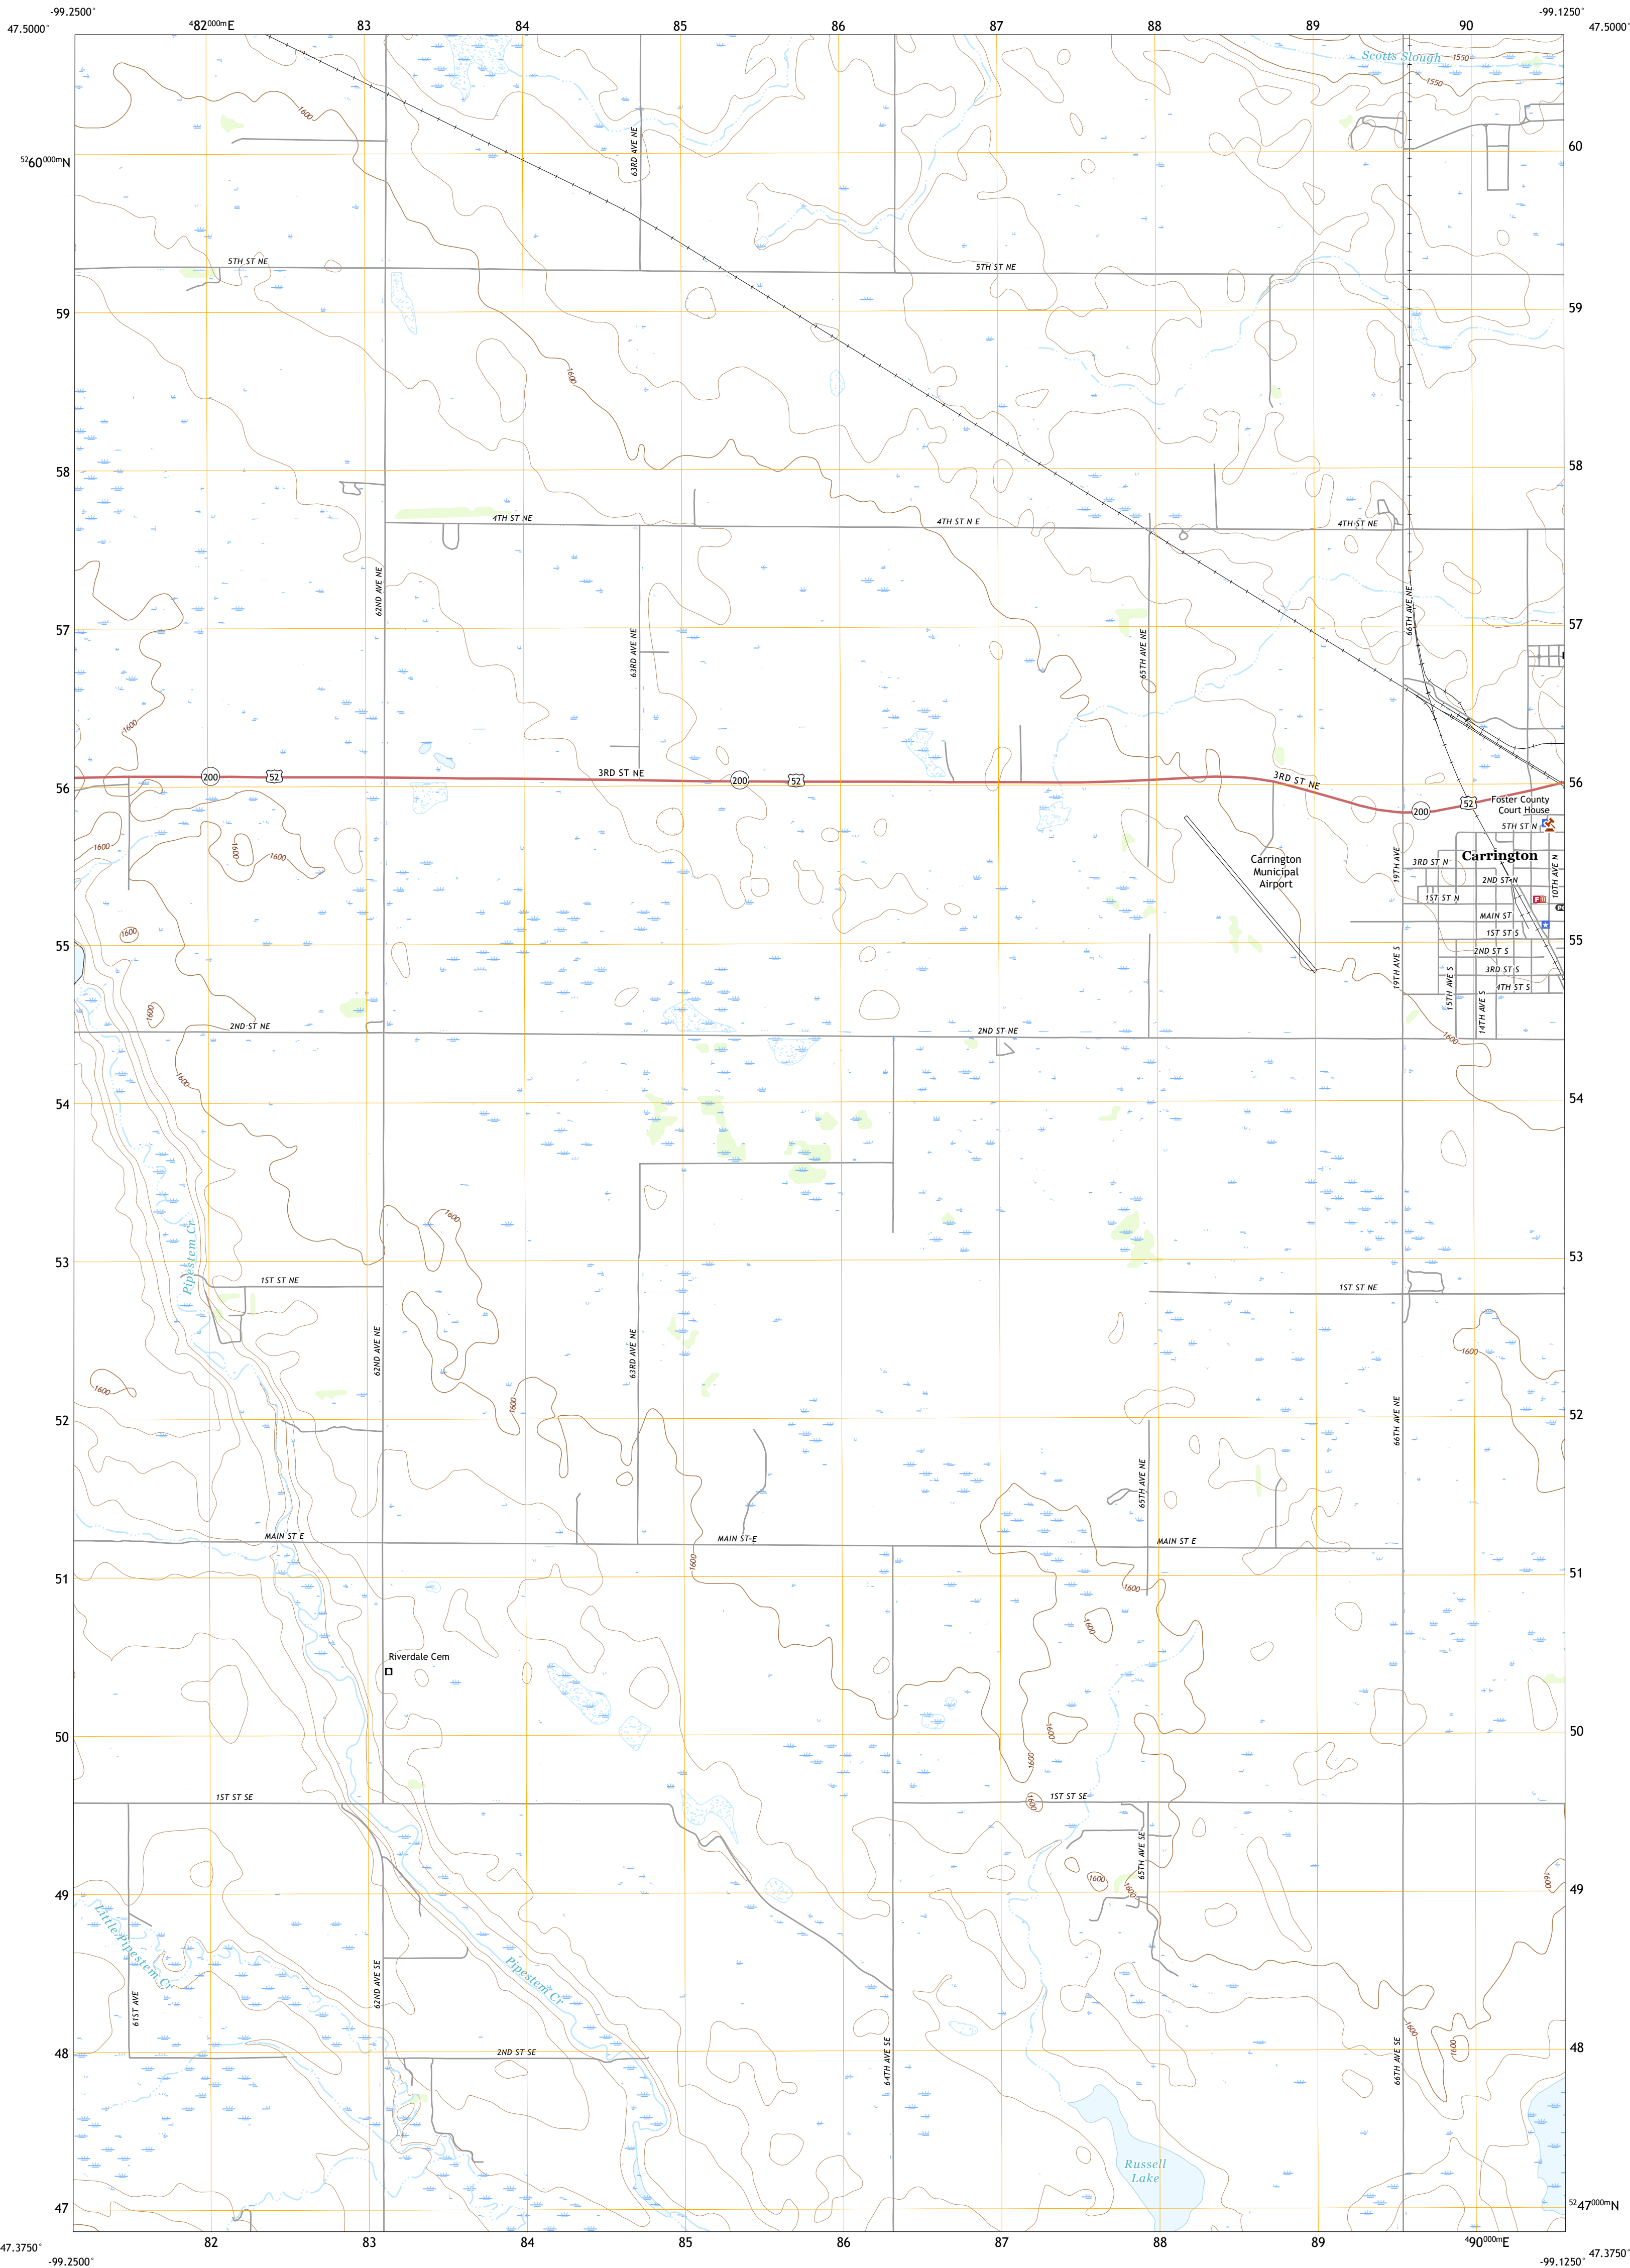 -99.2500°
482000mE
83
84
85
86
87
88
89
90
-99.1250°
47.5000°
47.5000°
Scotts Slough
1550
1550
1600
63RD AVE NE
5260000mN
60
5TH ST NE
5TH ST NE
59
59
1600
58
58
4TH ST NE
4TH ST N E
4TH ST NE
62ND AVE NE
66TH AVE NE
57
57
63RD AVE NE
65TH AVE NE
1600
200
52
3RD ST NE
200
52
3RD ST NE
56
56
200
52
Foster County
Court House
5TH ST N
1600
1600
1600
Carrington
Carrington
Municipal
Airport
19TH AVE
3RD ST N
10TH AVE N
2ND ST N
1ST ST N
F
PO
MAIN ST
1600
1ST ST S
55
55
2ND ST S
19TH AVE S
15TH AVE S
3RD ST S
4TH ST S
14TH AVE S
1600
2ND ST NE
2ND ST NE
1600
1600
54
54
Pipestem Cr
1600
53
53
1ST ST NE
1ST ST NE
62ND AVE NE
63RD AVE NE
1600
1600
1600
66TH AVE NE
52
52
65TH AVE NE
MAIN ST E
MAIN ST E
MAIN ST E
1600
51
51
1600
1600
Riverdale Cem
50
50
1600
1600
1ST ST SE
1ST ST SE
1600
65TH AVE SE
1600
1600
1600
49
49
Little Pipestem Cr
Pipestem Cr
62ND AVE SE
61ST AVE
1600
1600
48
48
2ND ST SE
64TH AVE SE
66TH AVE SE
Russell
Lake
47
5247000mN
82
83
84
85
86
87
88
89
490000mE
47.3750°
47.3750°
-99.2500°
-99.1250°